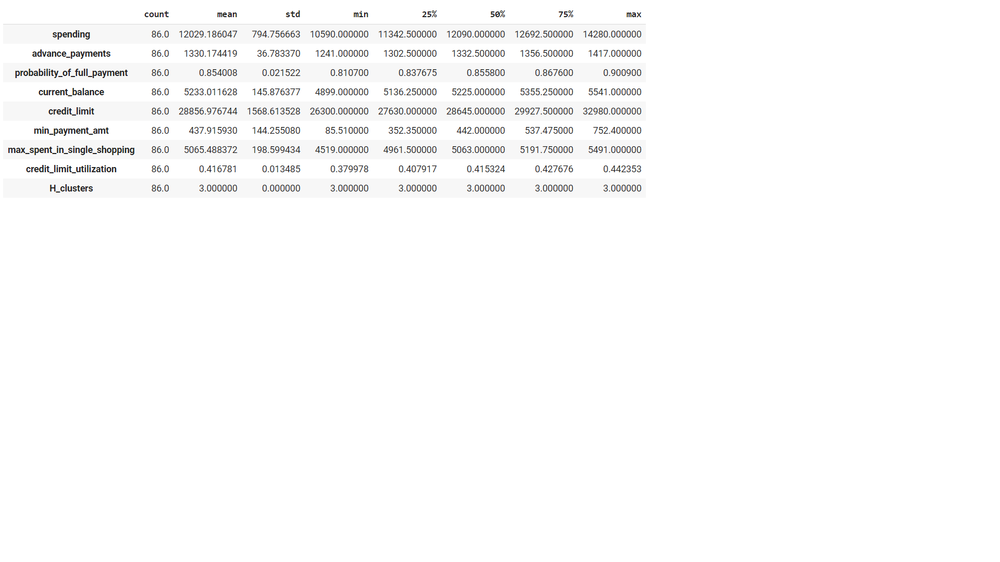 count mean std min 25% 50% 75% max
spending 86.0 12029.186047 794.756663 10590.000000 11342.500000 12090.000000 12692.500000 14280.000000
advance_payments 86.0 1330.174419 36.783370 1241.000000 1302.500000 1332.500000 1356.500000 1417.000000
probability_of_full_payment 86.0 0.854008 0.021522 0.810700 0.837675 0.855800 0.867600 0.900900
current_balance 86.0 5233.011628 145.876377 4899.000000 5136.250000 5225.000000 5355.250000 5541.000000
credit_limit 86.0 28856.976744 1568.613528 26300.000000 27630.000000 28645.000000 29927.500000 32980.000000
min_payment_amt 86.0 437.915930 144.255080 85.510000 352.350000 442.000000 537.475000 752.400000
max_spent_in_single_shopping 86.0 5065.488372 198.599434 4519.000000 4961.500000 5063.000000 5191.750000 5491.000000
credit_limit_utilization 86.0 0.416781 0.013485 0.379978 0.407917 0.415324 0.427676 0.442353
H_clusters 86.0 3.000000 0.000000 3.000000 3.000000 3.000000 3.000000 3.000000